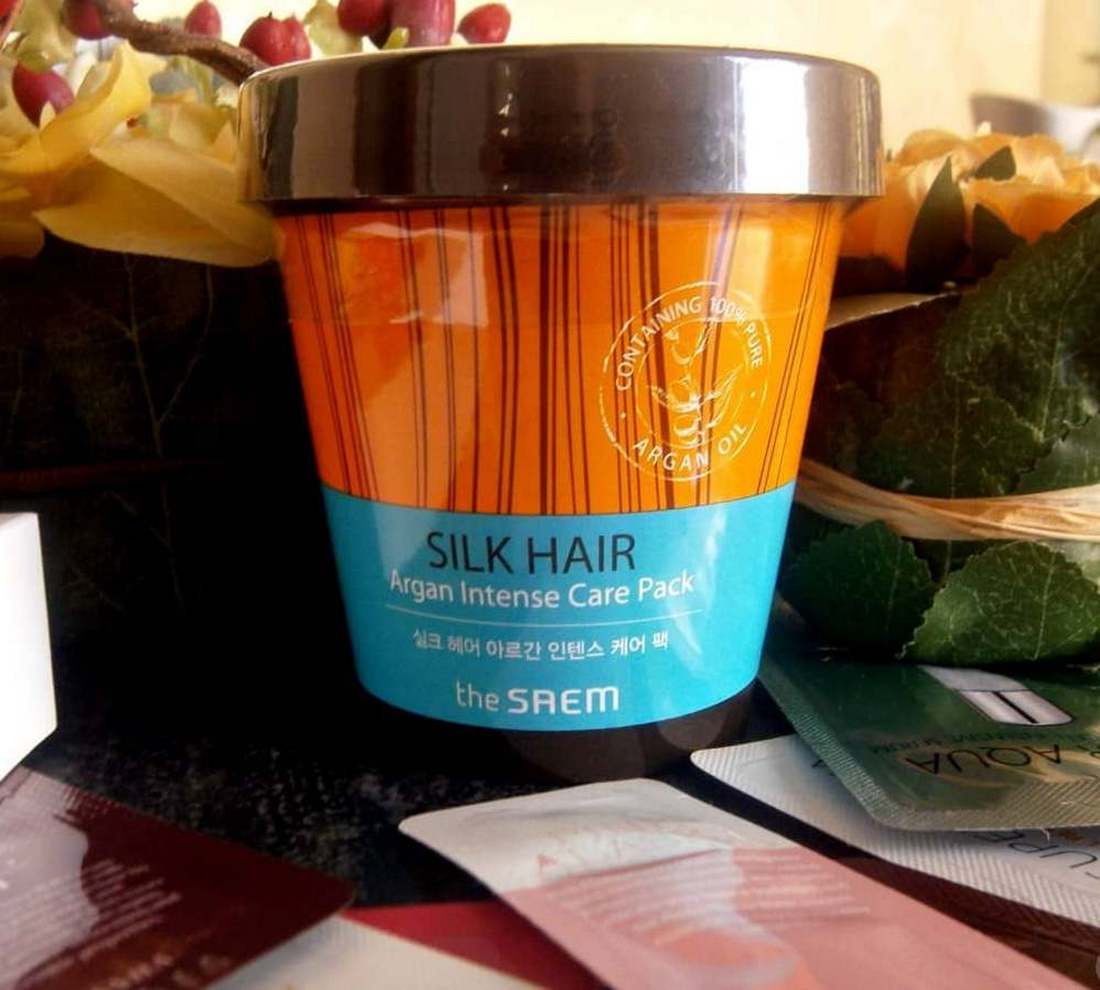 CONTAINING 100% PURE
ARGAN OIL
SILK HAIR
Argan Intense Care Pack
실크 헤어 아르간 인텐스 케어 팩
the SAEM
AQUA